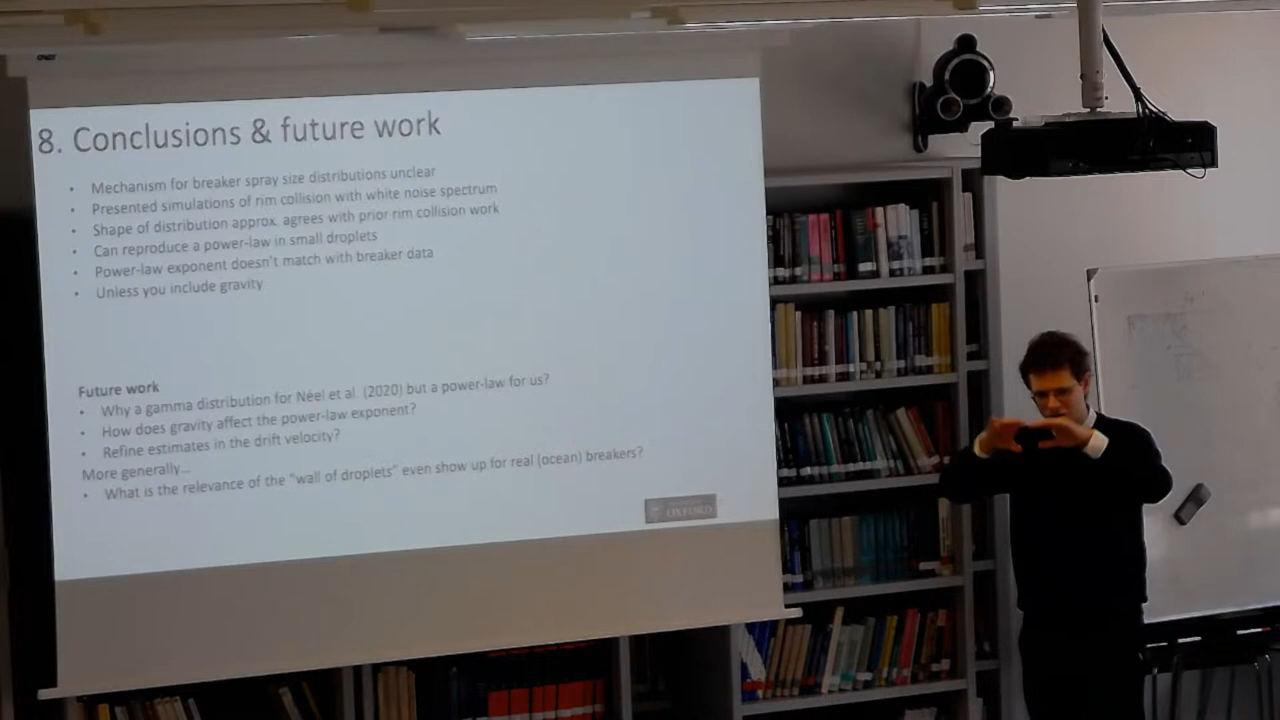 8. Conclusions & future work
• Mechanism for breaker spray size distributions unclear
• Presented simulations of rim collision with white noise spectrum
• Shape of distribution approx. agrees with prior rim collision work
• Can reproduce a power-law in small droplets
• Power-law exponent doesn't match with breaker data
• Unless you include gravity
Future work
• Why a gamma distribution for Néel et al. (2020) but a power-law for us?
• How does gravity affect the power-law exponent?
• Refine estimates in the drift velocity?
More generally...
• What is the relevance of the "wall of droplets" even show up for real (ocean) breakers?
OXFORD